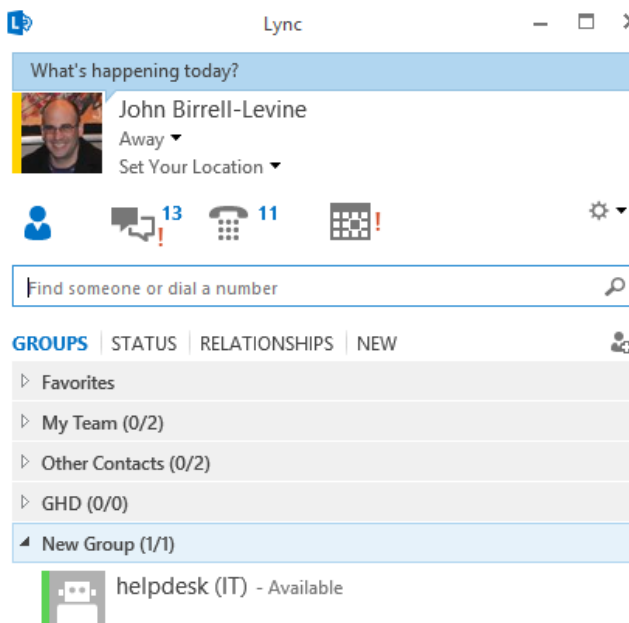 Lync
What's happening today?
John Birrell-Levine
Away
Set Your Location
13
!
11
!
Find someone or dial a number
GROUPS STATUS RELATIONSHIPS NEW
Favorites
My Team (0/2)
Other Contacts (0/2)
GHD (0/0)
New Group (1/1)
helpdesk (IT) - Available